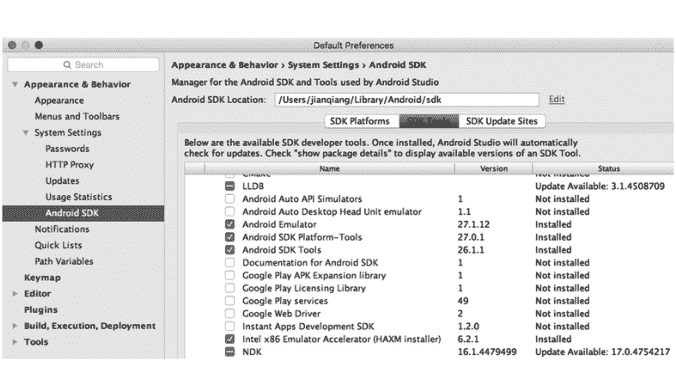 Default Preferences
Search
Appearance & Behavior
Appearance
Menus and Toolbars
System Settings
Passwords
HTTP Proxy
Updates
Usage Statistics
Android SDK
Notifications
Quick Lists
Path Variables
Keymap
Editor
Plugins
Build, Execution, Deployment
Tools
Appearance & Behavior › System Settings › Android SDK
Manager for the Android SDK and Tools used by Android Studio
Android SDK Location: /Users/jianqiang/Library/Android/sdk Edit
SDK Platforms SDK Tools SDK Update Sites
Below are the available SDK developer tools. Once installed, Android Studio will automatically
check for updates. Check "show package details" to display available versions of an SDK Tool.
Name Version Status
CMake Not installed
LLDB Update Available: 3.1.4508709
Android Auto API Simulators 1 Not installed
Android Auto Desktop Head Unit emulator 1.1 Not installed
Android Emulator 27.1.12 Installed
Android SDK Platform-Tools 27.0.1 Installed
Android SDK Tools 26.1.1 Installed
Documentation for Android SDK 1 Not installed
Google Play APK Expansion library 1 Not installed
Google Play Licensing Library 1 Not installed
Google Play services 49 Not installed
Google Web Driver 2 Not installed
Instant Apps Development SDK 1.2.0 Not installed
Intel x86 Emulator Accelerator (HAXM installer) 6.2.1 Installed
NDK 16.1.4479499 Update Available: 17.0.4754217